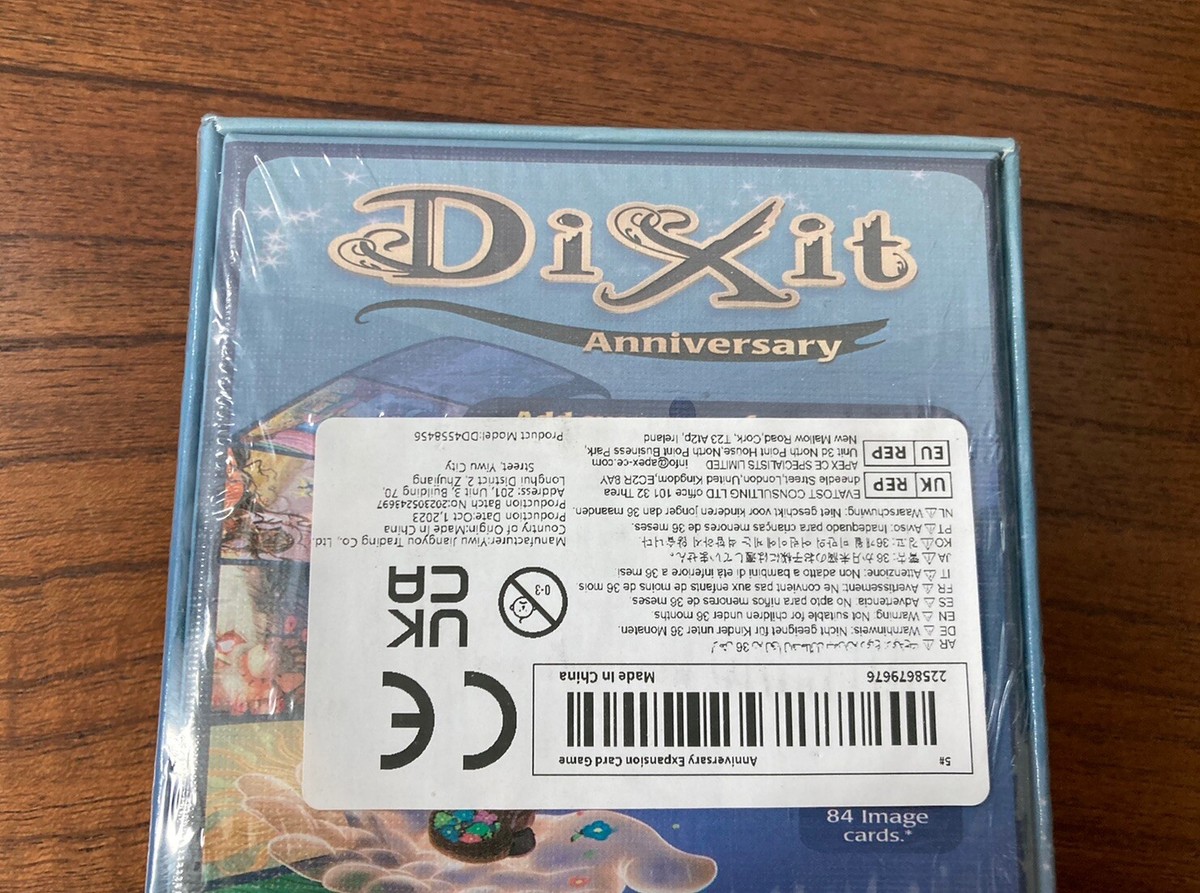 Dixit
Anniversary
84 Image
cards.*
5#
Anniversary Expansion Card Game
2258679676
Made In China
DE ⚠ Warnhinweis: Nicht geeignet für Kinder unter 36 Monaten.
EN ⚠ Warning: Not suitable for children under 36 months.
ES ⚠ Advertencia: No apto para niños menores de 36 meses.
FR ⚠ Avertissement: Ne convient pas aux enfants de moins de 36 mois
IT ⚠ Attenzione: Non adatto a bambini di età inferiore a 36 mesi.
PT ⚠ Aviso: Inadequado para crianças menores de 36 meses.
NL ⚠ Waarschuwing: Niet geschikt voor kinderen jonger dan 36 maanden.
UK REP
EVATOST CONSULTING LTD office 101 32 Threa
dneedle Street,London,United Kingdom,EC2R 8AY
EU REP
APEX CE SPECIALISTS LIMITED info@apex-ce.com
Unit 3d North Point House,North Point Business Park,
New Mallow Road,Cork, T23 At2p, Ireland
CE
UK
CA
0-3
Manufacturer:Yiwu Jiangyou Trading Co., Ltd.
Country of Origin:Made in China
Production Date:Oct 1,2023
Production Batch No:202305243697
Address: 201, Unit 3, Building 70,
Longhui District 2, Zhujiang
Street, Yiwu City
Product Model:DD4558456